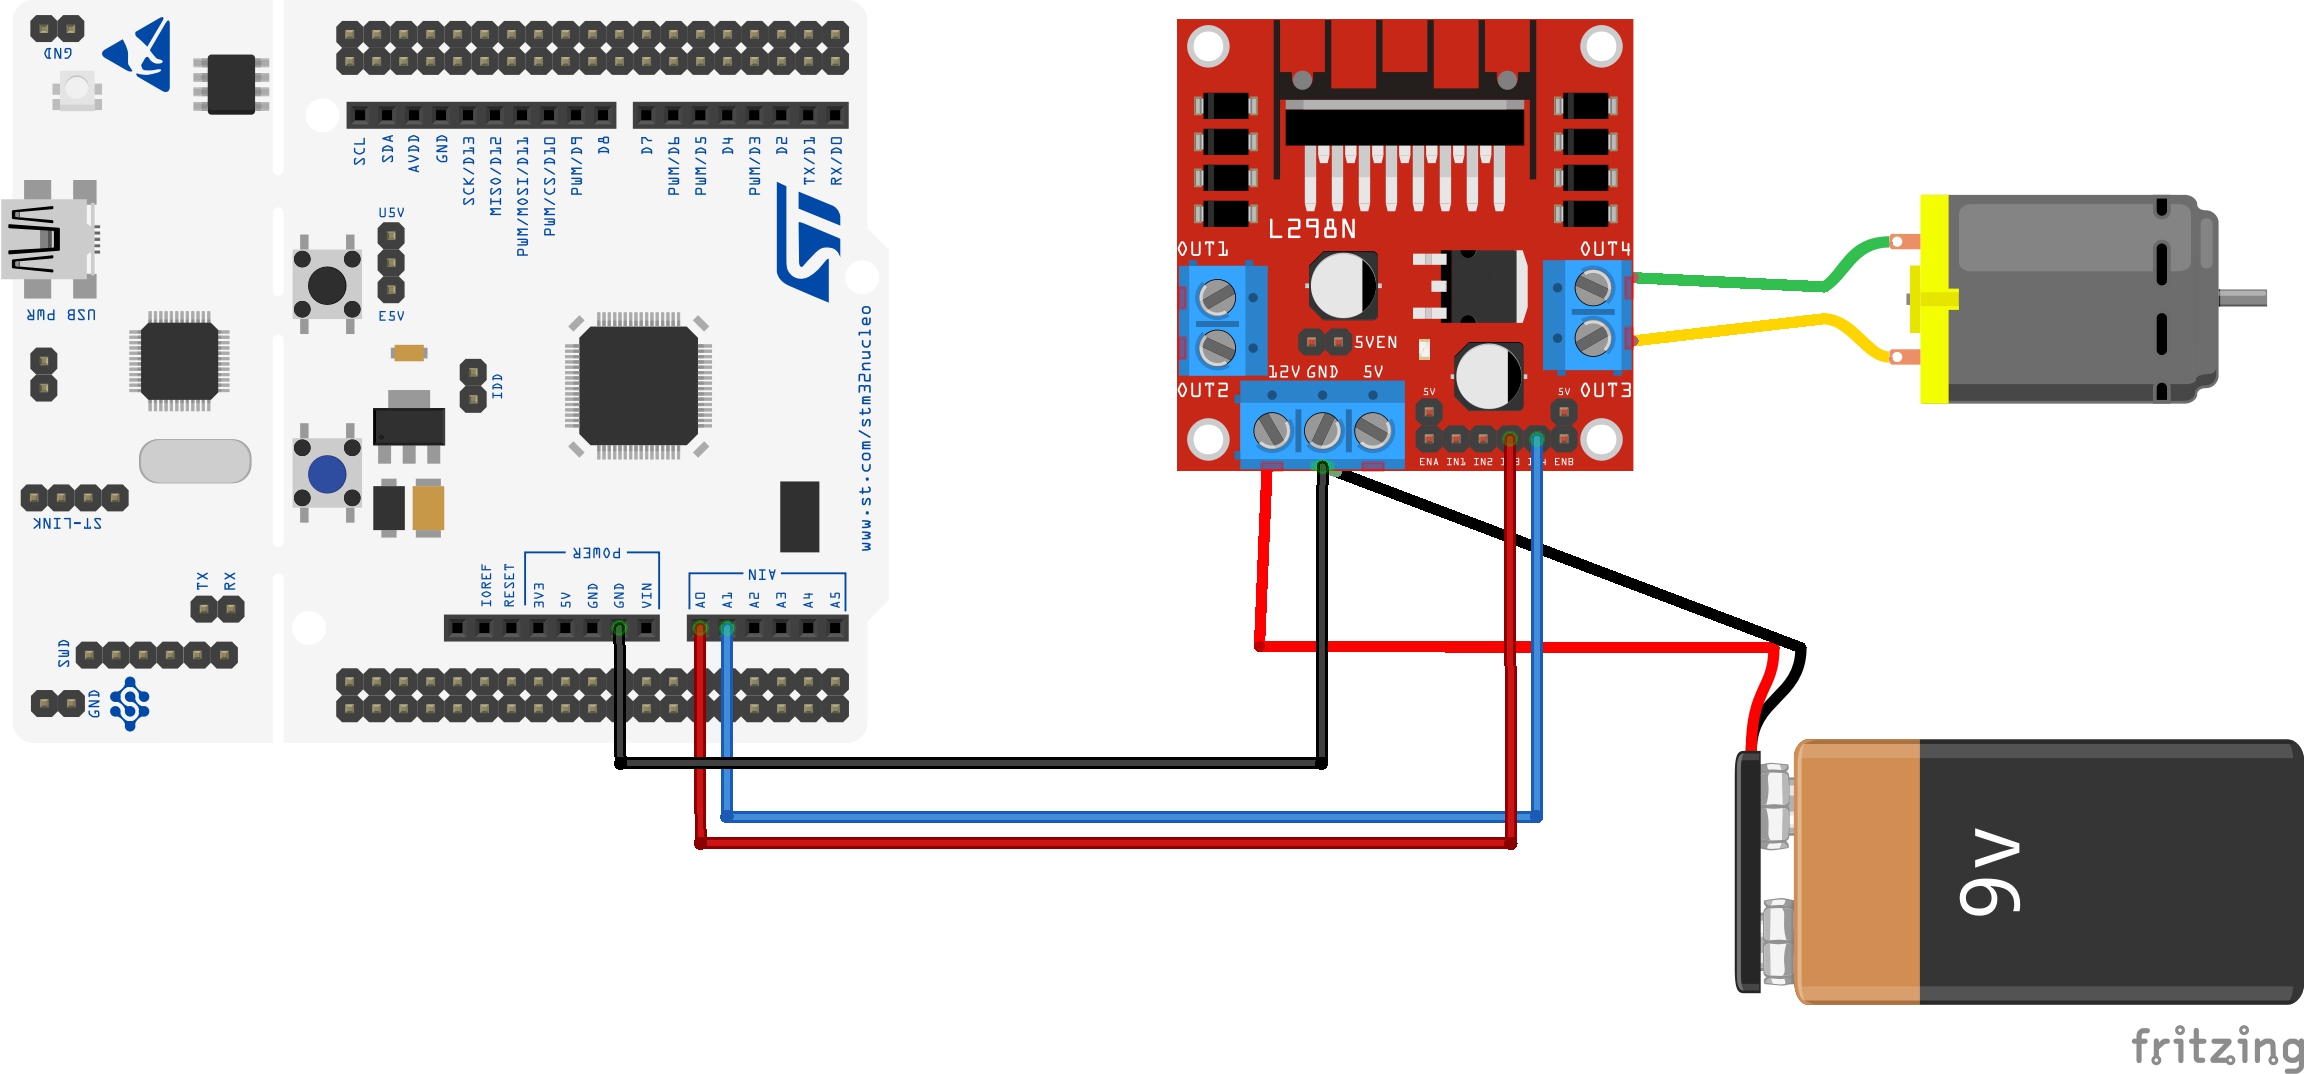 GND
SCL
SDA
AVDD
GND
SCK/D13
MISO/D12
PWM/MOSI/D11
PWM/CS/D10
PWM/D9
D8
D7
PWM/D6
PWM/D5
D4
PWM/D3
D2
TX/D1
RX/D0
U5V
E5V
USB PWR
IDD
ST-LINK
TX
RX
SWD
GND
www.st.com/stm32nucleo
POWER
IOREF
RESET
3V3
5V
GND
GND
VIN
AIN
A0
A1
A2
A3
A4
A5
L298N
OUT1
OUT4
5VEN
12V GND 5V
OUT2
5V
5V
OUT3
ENA IN1 IN2 ENB
9v
fritzing